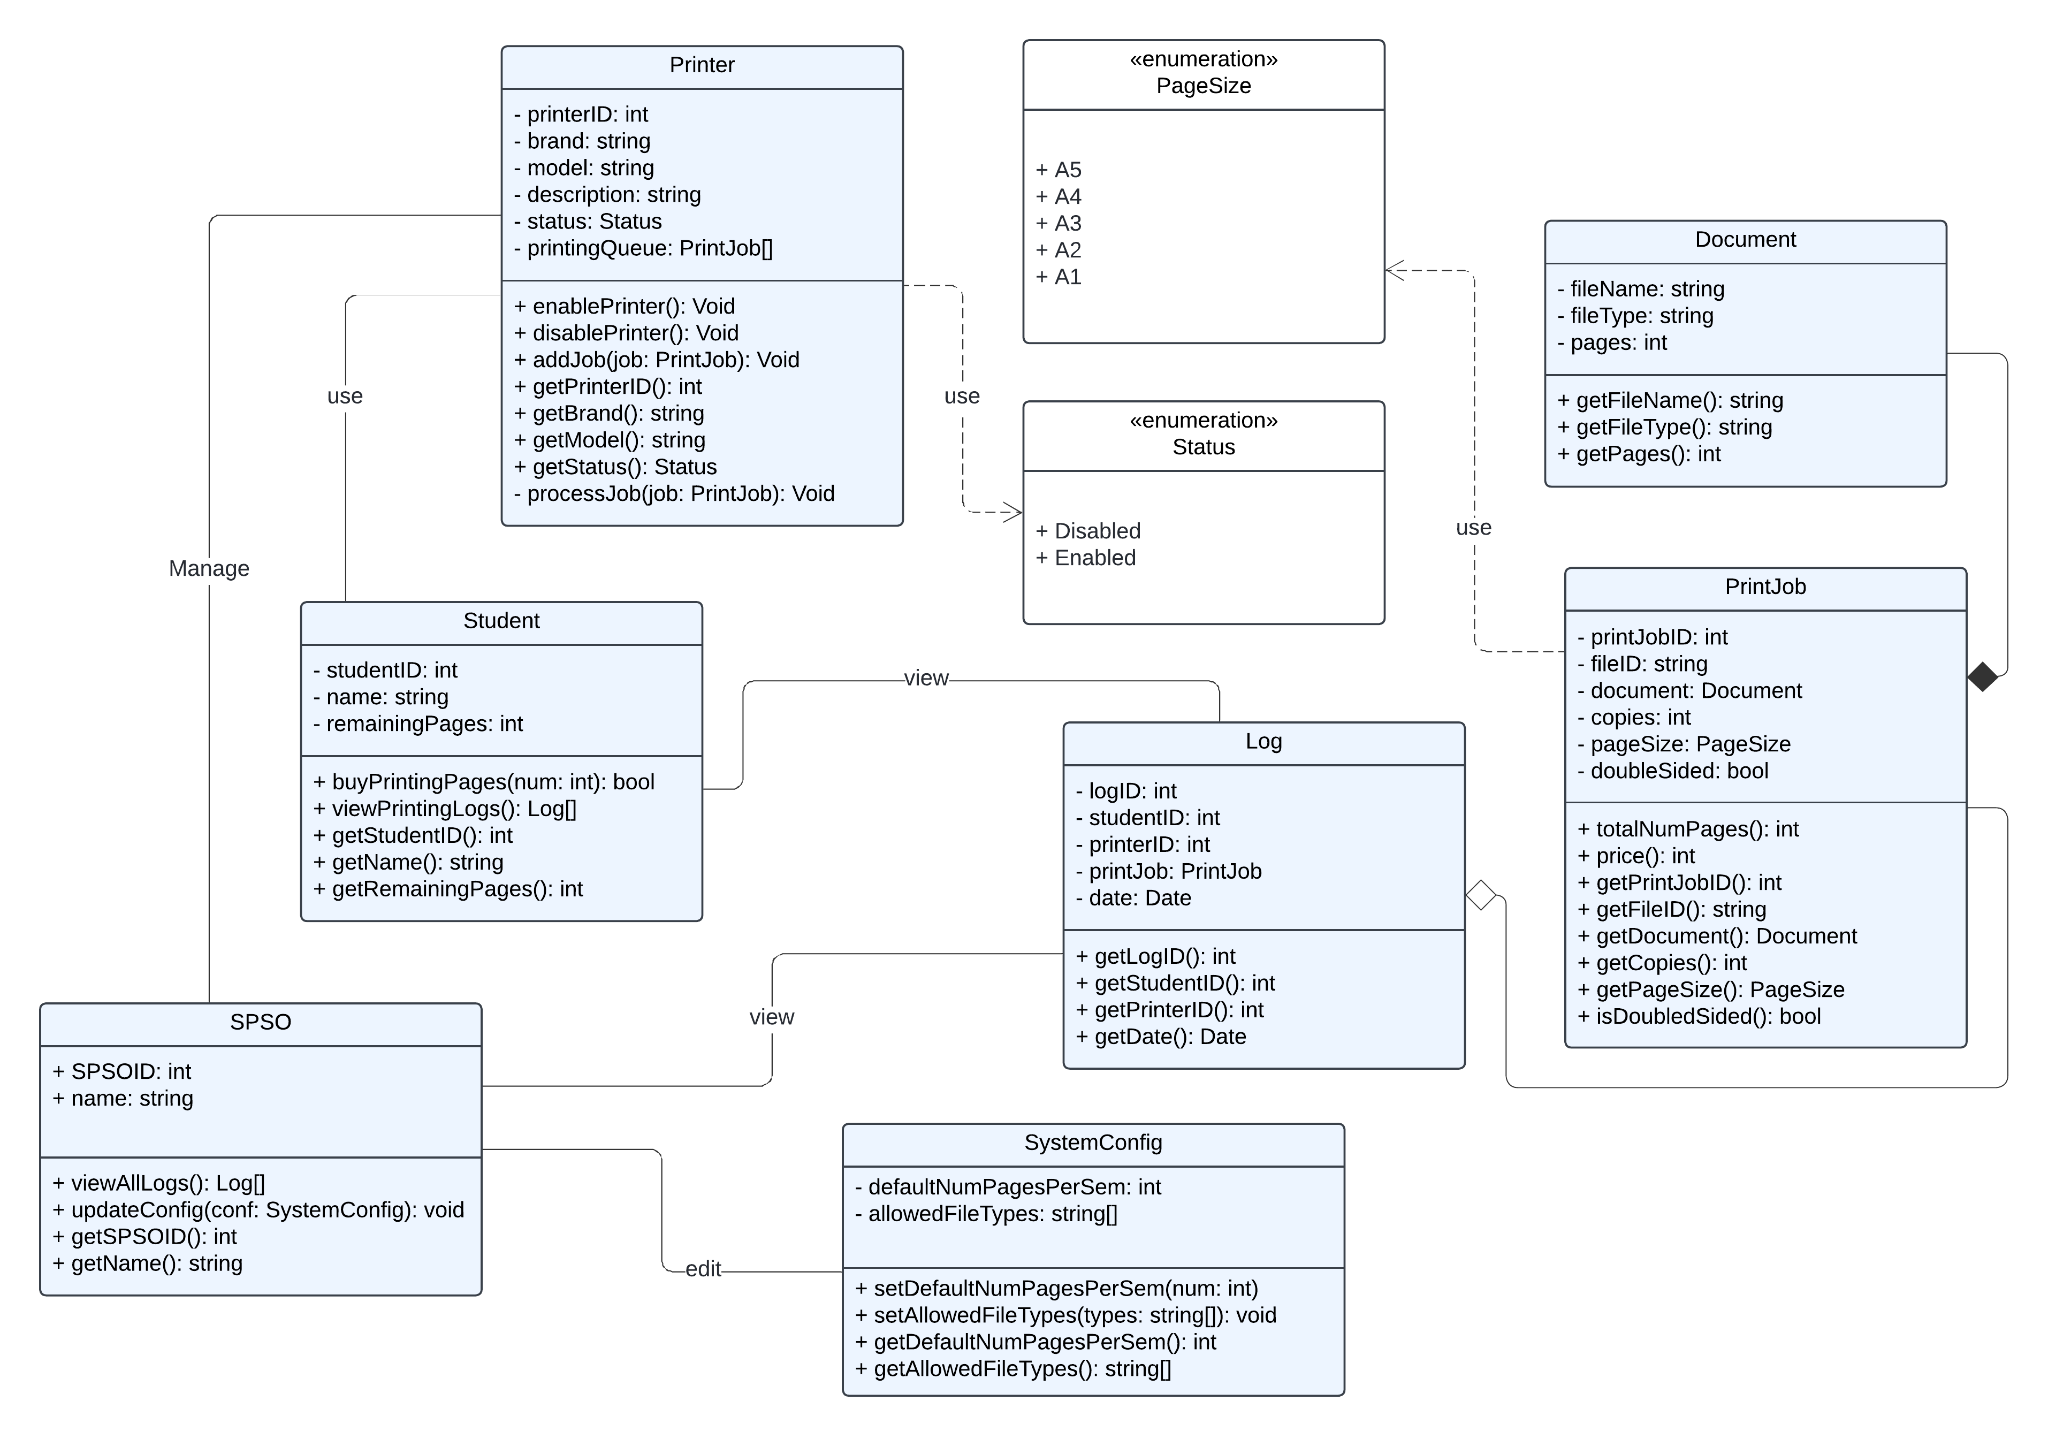 Printer
- printerID: int
- brand: string
- model: string
- description: string
- status: Status
- printingQueue: PrintJob[]
+ enablePrinter(): Void
+ disablePrinter(): Void
+ addJob(job: PrintJob): Void
+ getPrinterID(): int
+ getBrand(): string
+ getModel(): string
+ getStatus(): Status
- processJob(job: PrintJob): Void
«enumeration»
PageSize
+ A5
+ A4
+ A3
+ A2
+ A1
«enumeration»
Status
+ Disabled
+ Enabled
Document
- fileName: string
- fileType: string
- pages: int
+ getFileName(): string
+ getFileType(): string
+ getPages(): int
use
use
use
Manage
Student
- studentID: int
- name: string
- remainingPages: int
+ buyPrintingPages(num: int): bool
+ viewPrintingLogs(): Log[]
+ getStudentID(): int
+ getName(): string
+ getRemainingPages(): int
view
Log
- logID: int
- studentID: int
- printerID: int
- printJob: PrintJob
- date: Date
+ getLogID(): int
+ getStudentID(): int
+ getPrinterID(): int
+ getDate(): Date
PrintJob
- printJobID: int
- fileID: string
- document: Document
- copies: int
- pageSize: PageSize
- doubleSided: bool
+ totalNumPages(): int
+ price(): int
+ getPrintJobID(): int
+ getFileID(): string
+ getDocument(): Document
+ getCopies(): int
+ getPageSize(): PageSize
+ isDoubledSided(): bool
SPSO
+ SPSOID: int
+ name: string
+ viewAllLogs(): Log[]
+ updateConfig(conf: SystemConfig): void
+ getSPSOID(): int
+ getName(): string
view
edit
SystemConfig
- defaultNumPagesPerSem: int
- allowedFileTypes: string[]
+ setDefaultNumPagesPerSem(num: int)
+ setAllowedFileTypes(types: string[]): void
+ getDefaultNumPagesPerSem(): int
+ getAllowedFileTypes(): string[]